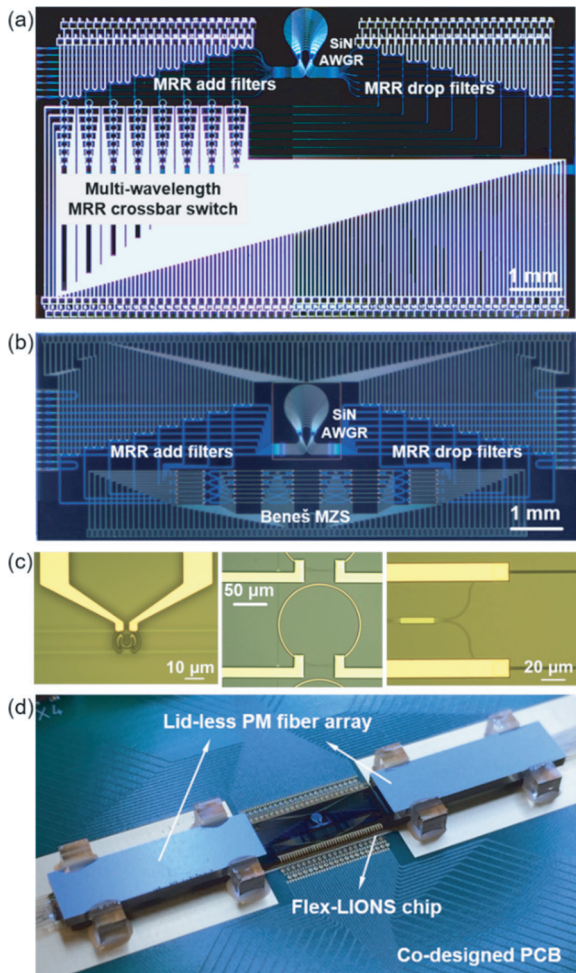 (a)
SiN
AWGR
MRR add filters
MRR drop filters
Multi-wavelength
MRR crossbar switch
1 mm
(b)
SiN
AWGR
MRR add filters
MRR drop filters
Beneš MZS
1 mm
(c)
50 µm
10 µm
20 µm
(d)
X4
Lid-less PM fiber array
Flex-LIONS chip
Co-designed PCB